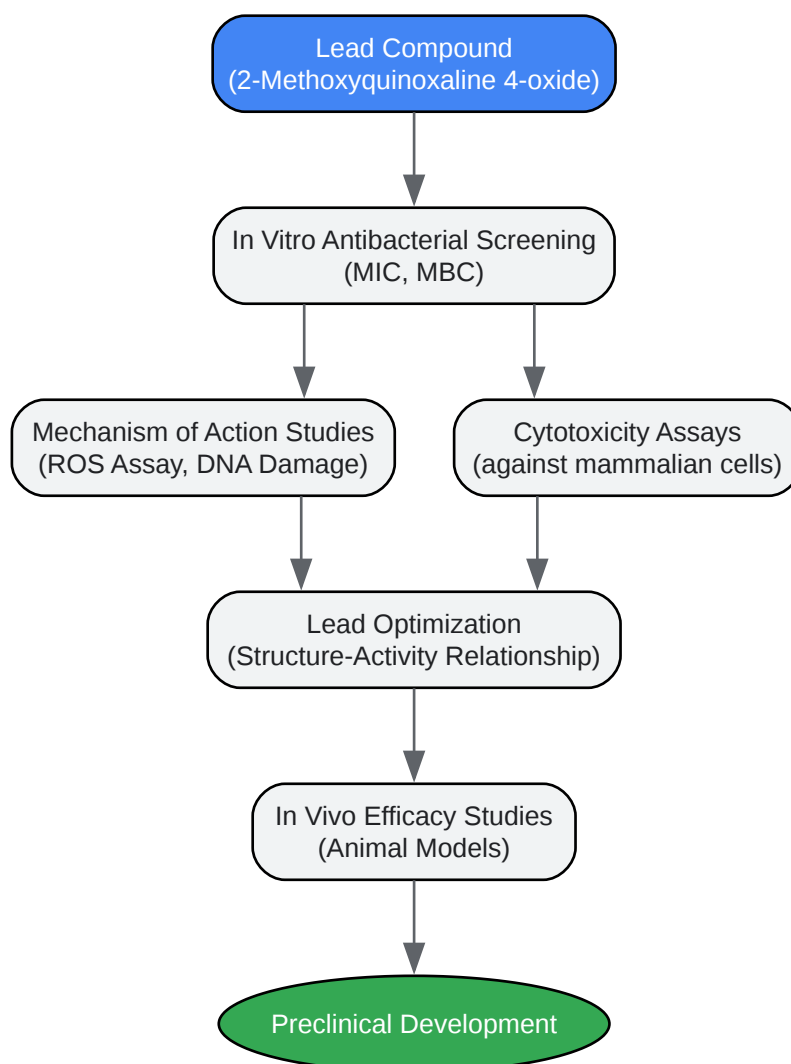 Lead Compound
(2-Methoxyquinoxaline 4-oxide)
In Vitro Antibacterial Screening
(MIC, MBC)
Mechanism of Action Studies
(ROS Assay, DNA Damage)
Cytotoxicity Assays
(against mammalian cells)
Lead Optimization
(Structure-Activity Relationship)
In Vivo Efficacy Studies
(Animal Models)
Preclinical Development